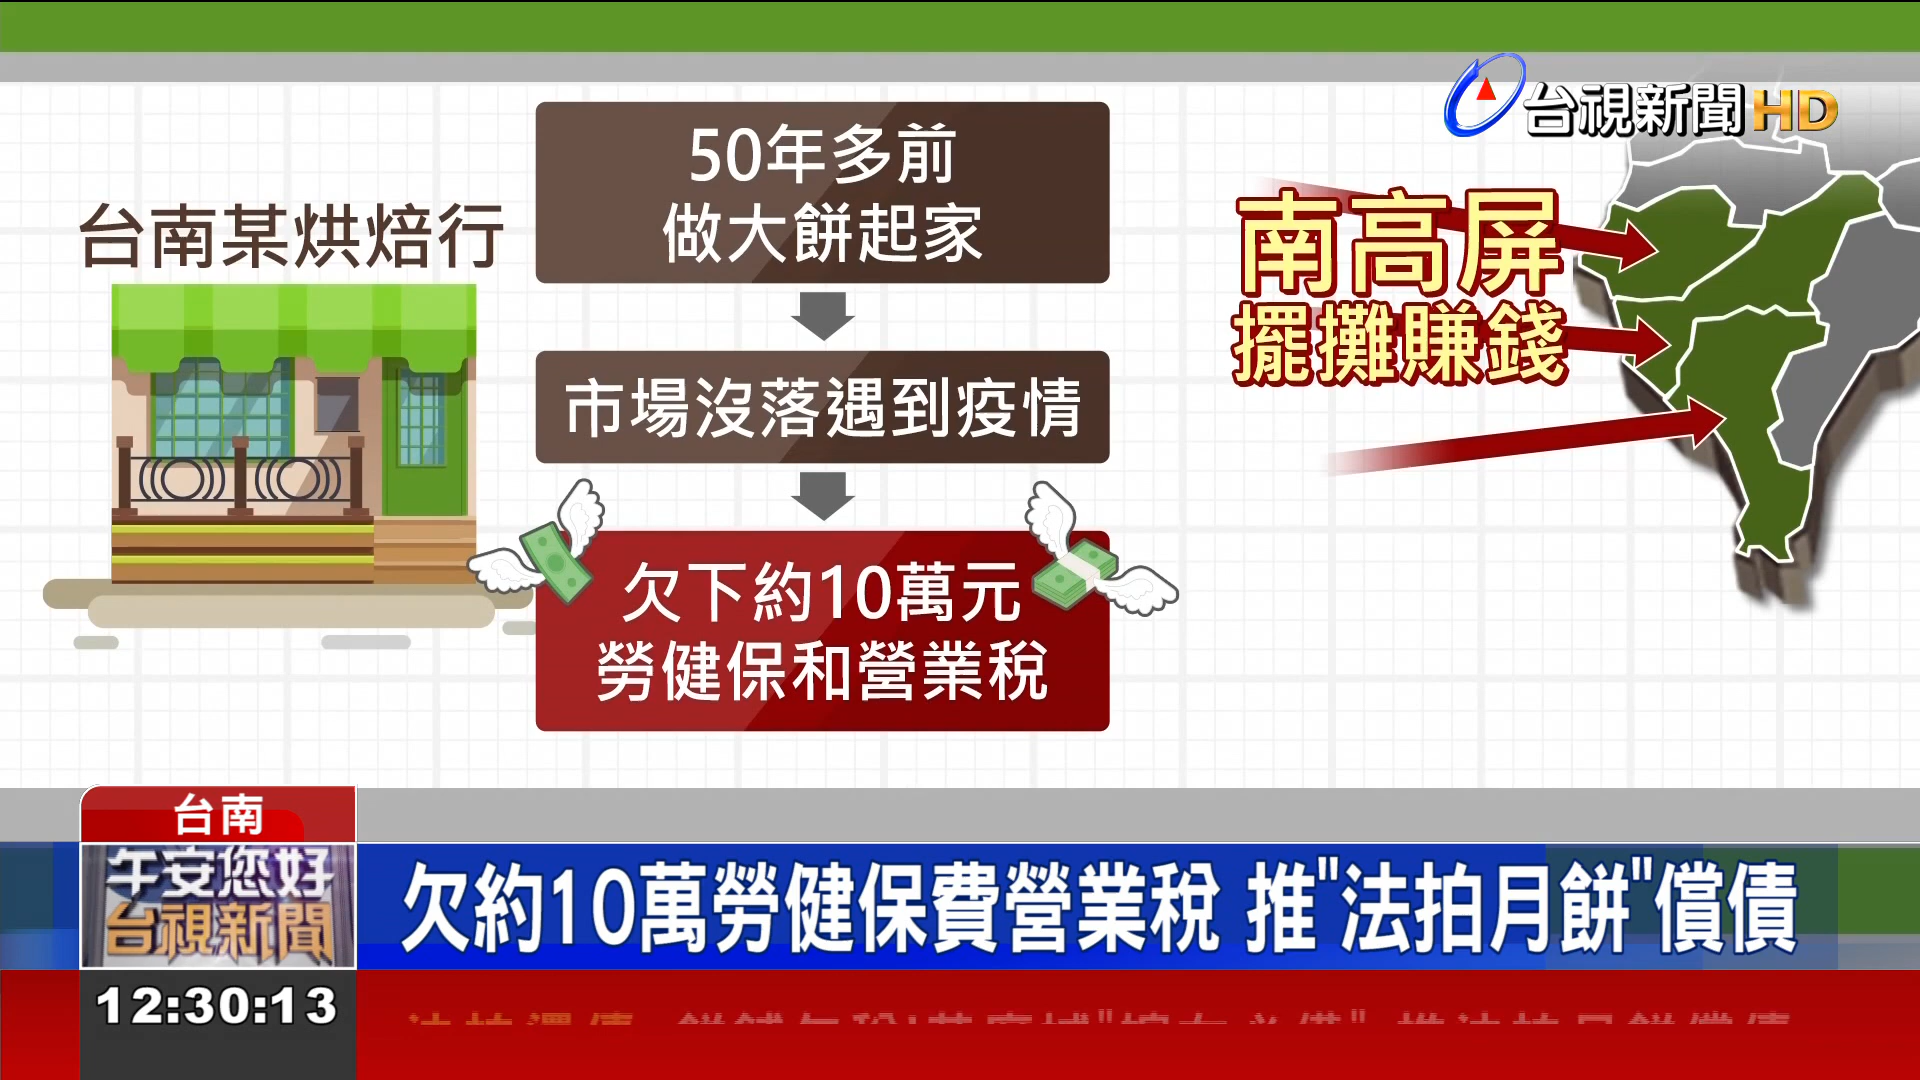 台視新聞HD
台南某烘焙行
50年多前
做大餅起家
市場沒落遇到疫情
欠下約10萬元
勞健保和營業稅
南高屏
擺攤賺錢
台南
午安您好
台視新聞
欠約10萬勞健保費營業稅 推"法拍月餅"償債
12:30:13